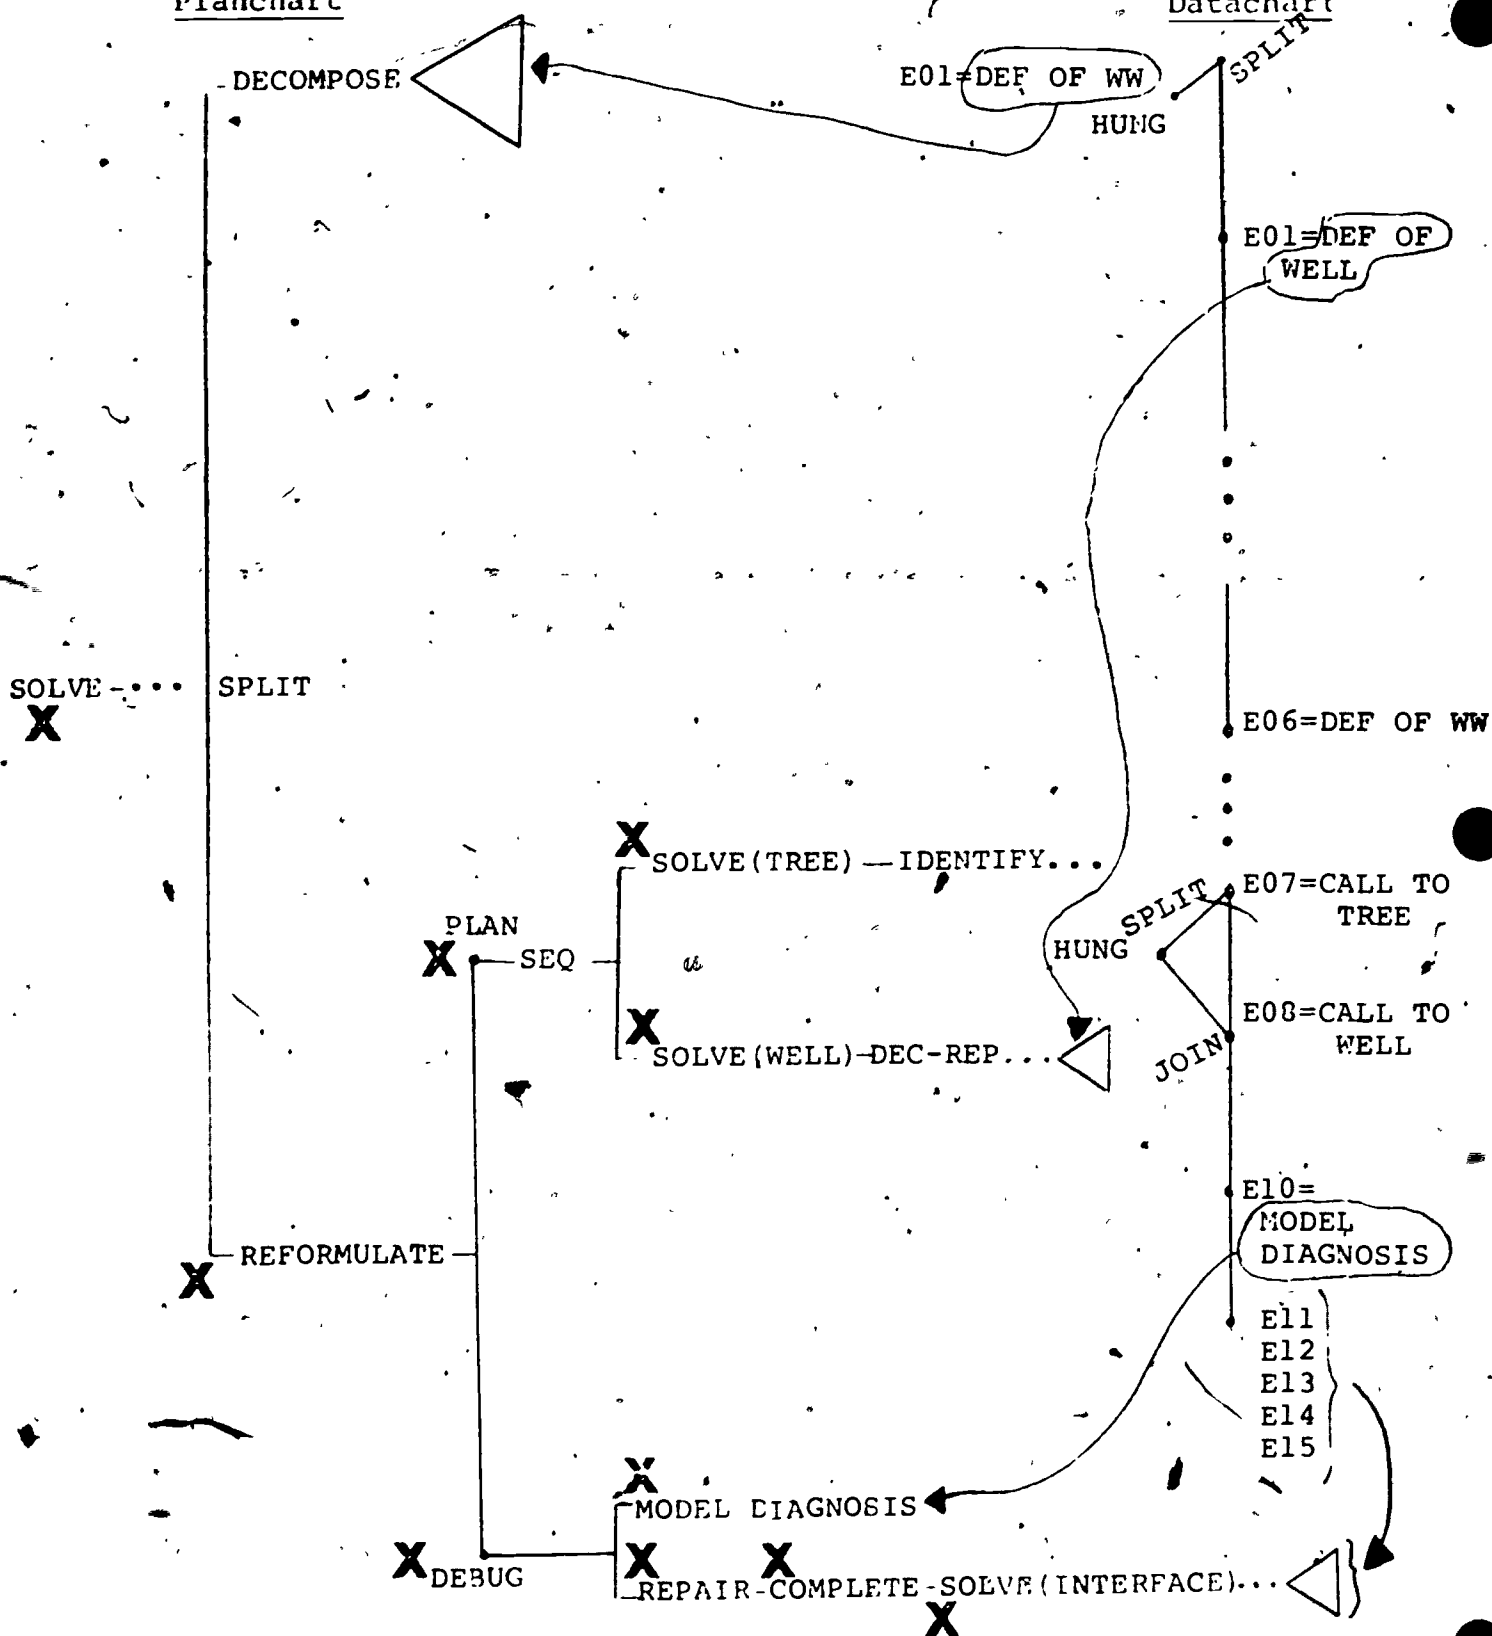 Planchart
Datachart
DECOMPOSE
E01=DEF OF WW
SPLIT
HUNG
E01=DEF OF
WELL
SOLVE-... SPLIT
X
E06=DEF OF WW
X
SOLVE(TREE)—IDENTIFY...
E07=CALL TO
TREE
SPLIT
PLAN
X
SEQ
HUNG
X
E08=CALL TO
WELL
SOLVE(WELL)-DEC-REP...
JOIN
E10=
MODEL
DIAGNOSIS
REFORMULATE
X
E11
E12
E13
E14
E15
X
MODEL DIAGNOSIS
X DEBUG
X X
REPAIR-COMPLETE-SOLVE(INTERFACE)...
X